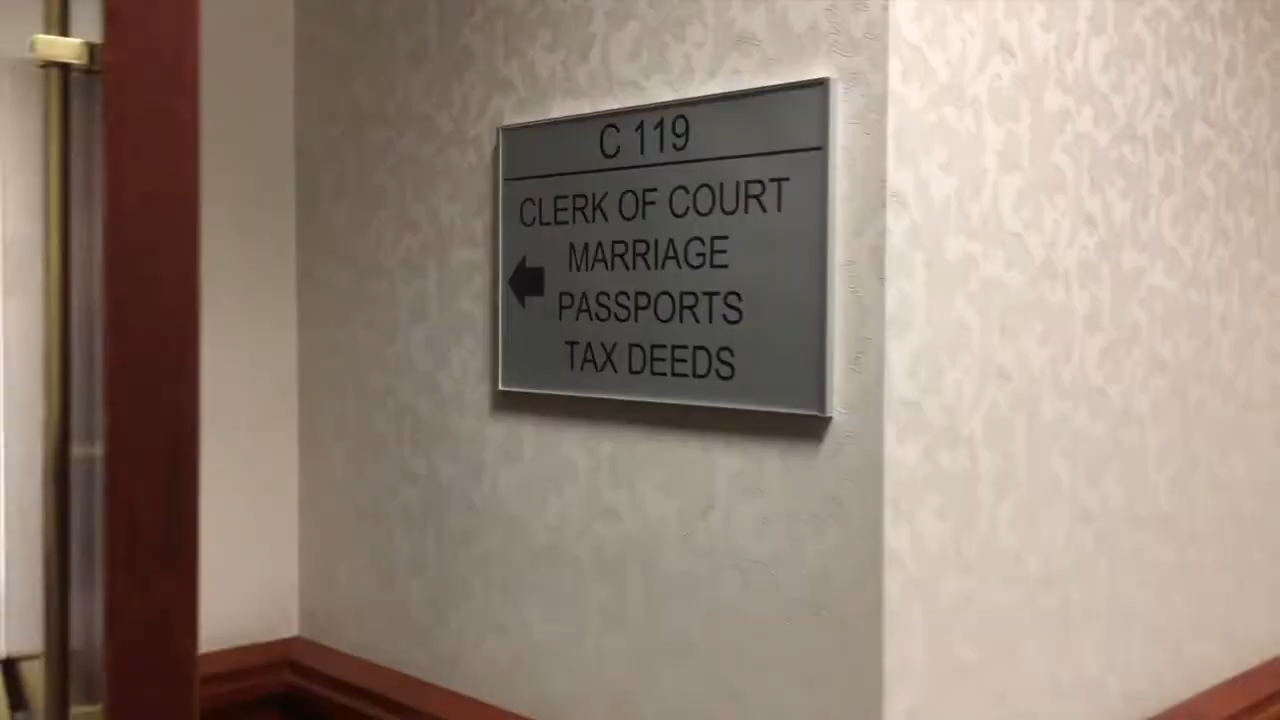 C 119
CLERK OF COURT
MARRIAGE
PASSPORTS
TAX DEEDS